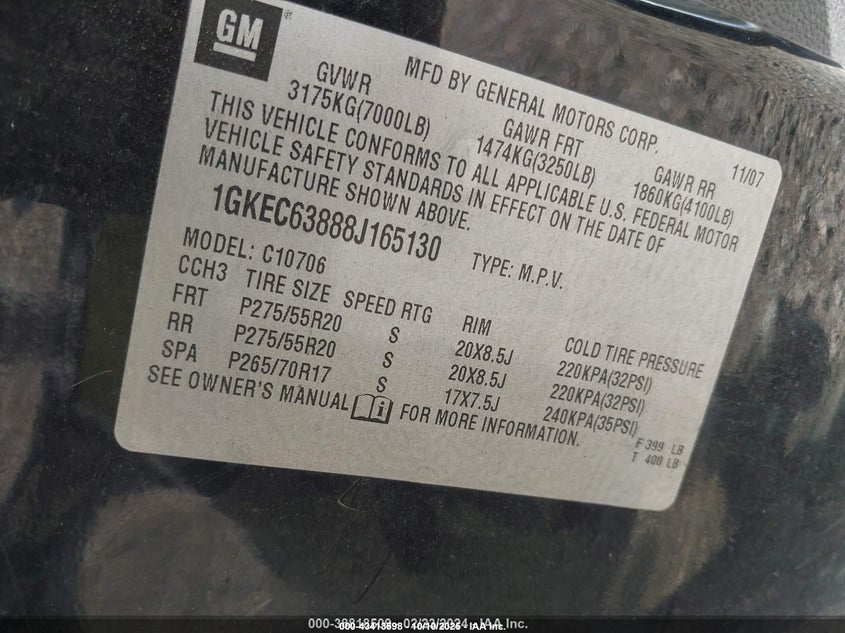 GM
MFD BY GENERAL MOTORS CORP. 11/07
GVWR GAWR FRT GAWR RR
3175KG(7000LB) 1474KG(3250LB) 1860KG(4100LB)
THIS VEHICLE CONFORMS TO ALL APPLICABLE U.S. FEDERAL MOTOR
VEHICLE SAFETY STANDARDS IN EFFECT ON THE DATE OF
MANUFACTURE SHOWN ABOVE.
1GKEC63888J165130 TYPE: M.P.V.
MODEL: C10706
CCH3 TIRE SIZE SPEED RTG RIM COLD TIRE PRESSURE
FRT P275/55R20 S 20X8.5J 220KPA(32PSI)
RR P275/55R20 S 20X8.5J 220KPA(32PSI)
SPA P265/70R17 S 17X7.5J 240KPA(35PSI)
SEE OWNER'S MANUAL FOR MORE INFORMATION.
F 399 LB
T 400 LB
IAA Inc.